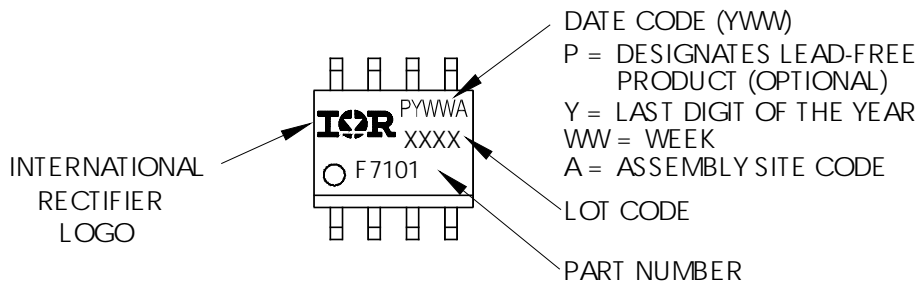 DATE CODE (YWW)
P = DESIGNATES LEAD-FREE
PRODUCT (OPTIONAL)
Y = LAST DIGIT OF THE YEAR
WW = WEEK
A = ASSEMBLY SITE CODE
LOT CODE
PART NUMBER
INTERNATIONAL
RECTIFIER
LOGO
IOR
PYWWA
XXXX
F7101